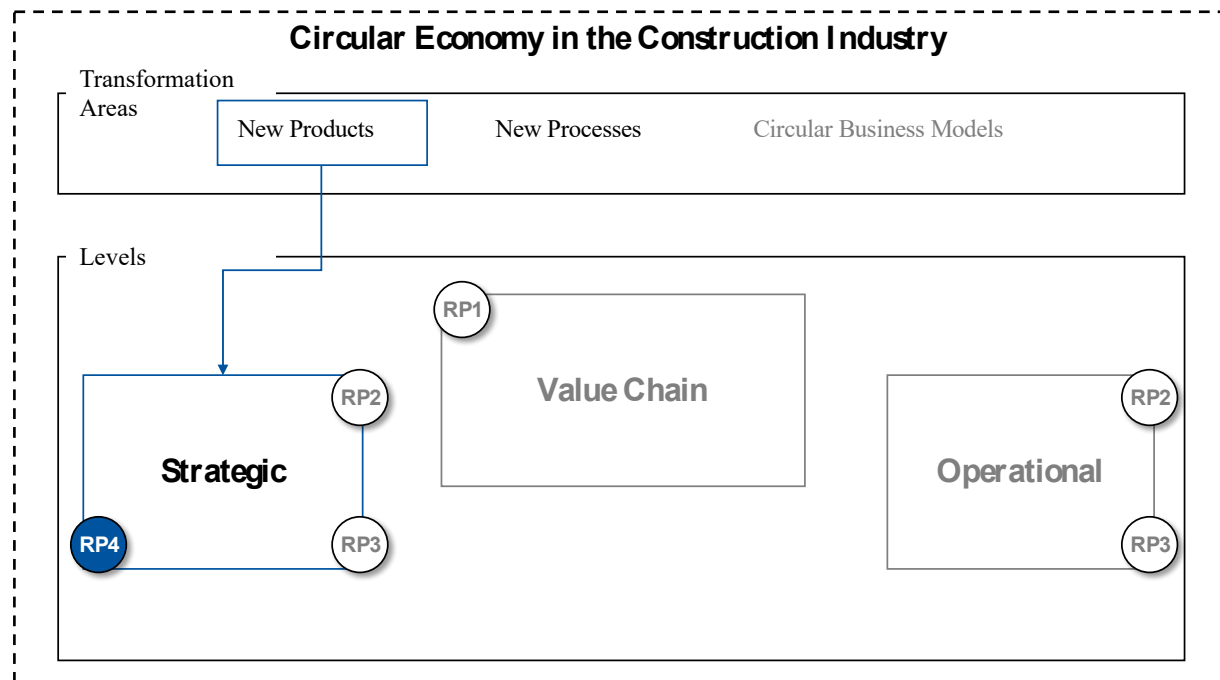 Circular Economy in the Construction Industry
Transformation
Areas
New Products
New Processes
Circular Business Models
Levels
RP1
Value Chain
RP2
Strategic
RP4
RP3
RP2
Operational
RP3